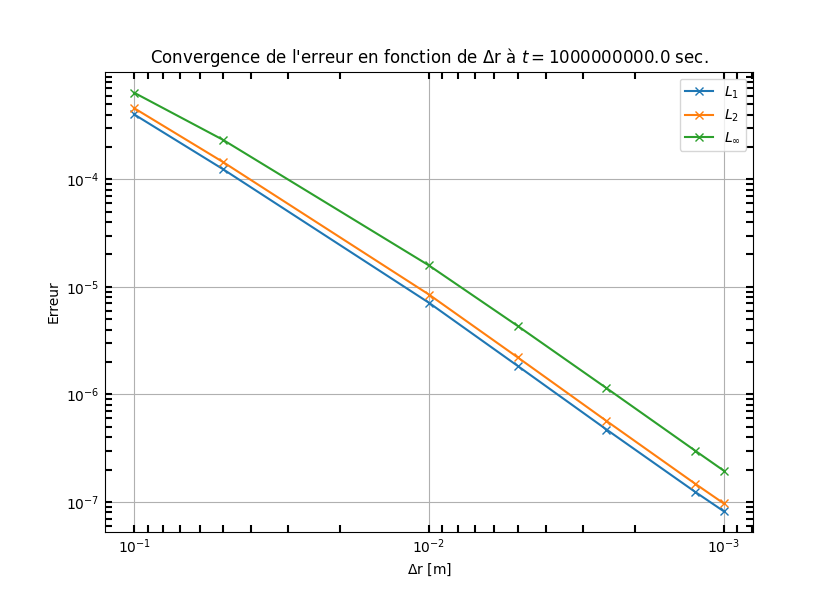 Convergence de l'erreur en fonction de Δr à t = 1000000000.0 sec.
L₁
L₂
L∞
10⁻⁴
10⁻⁵
10⁻⁶
10⁻⁷
Erreur
10⁻¹
10⁻²
10⁻³
Δr [m]